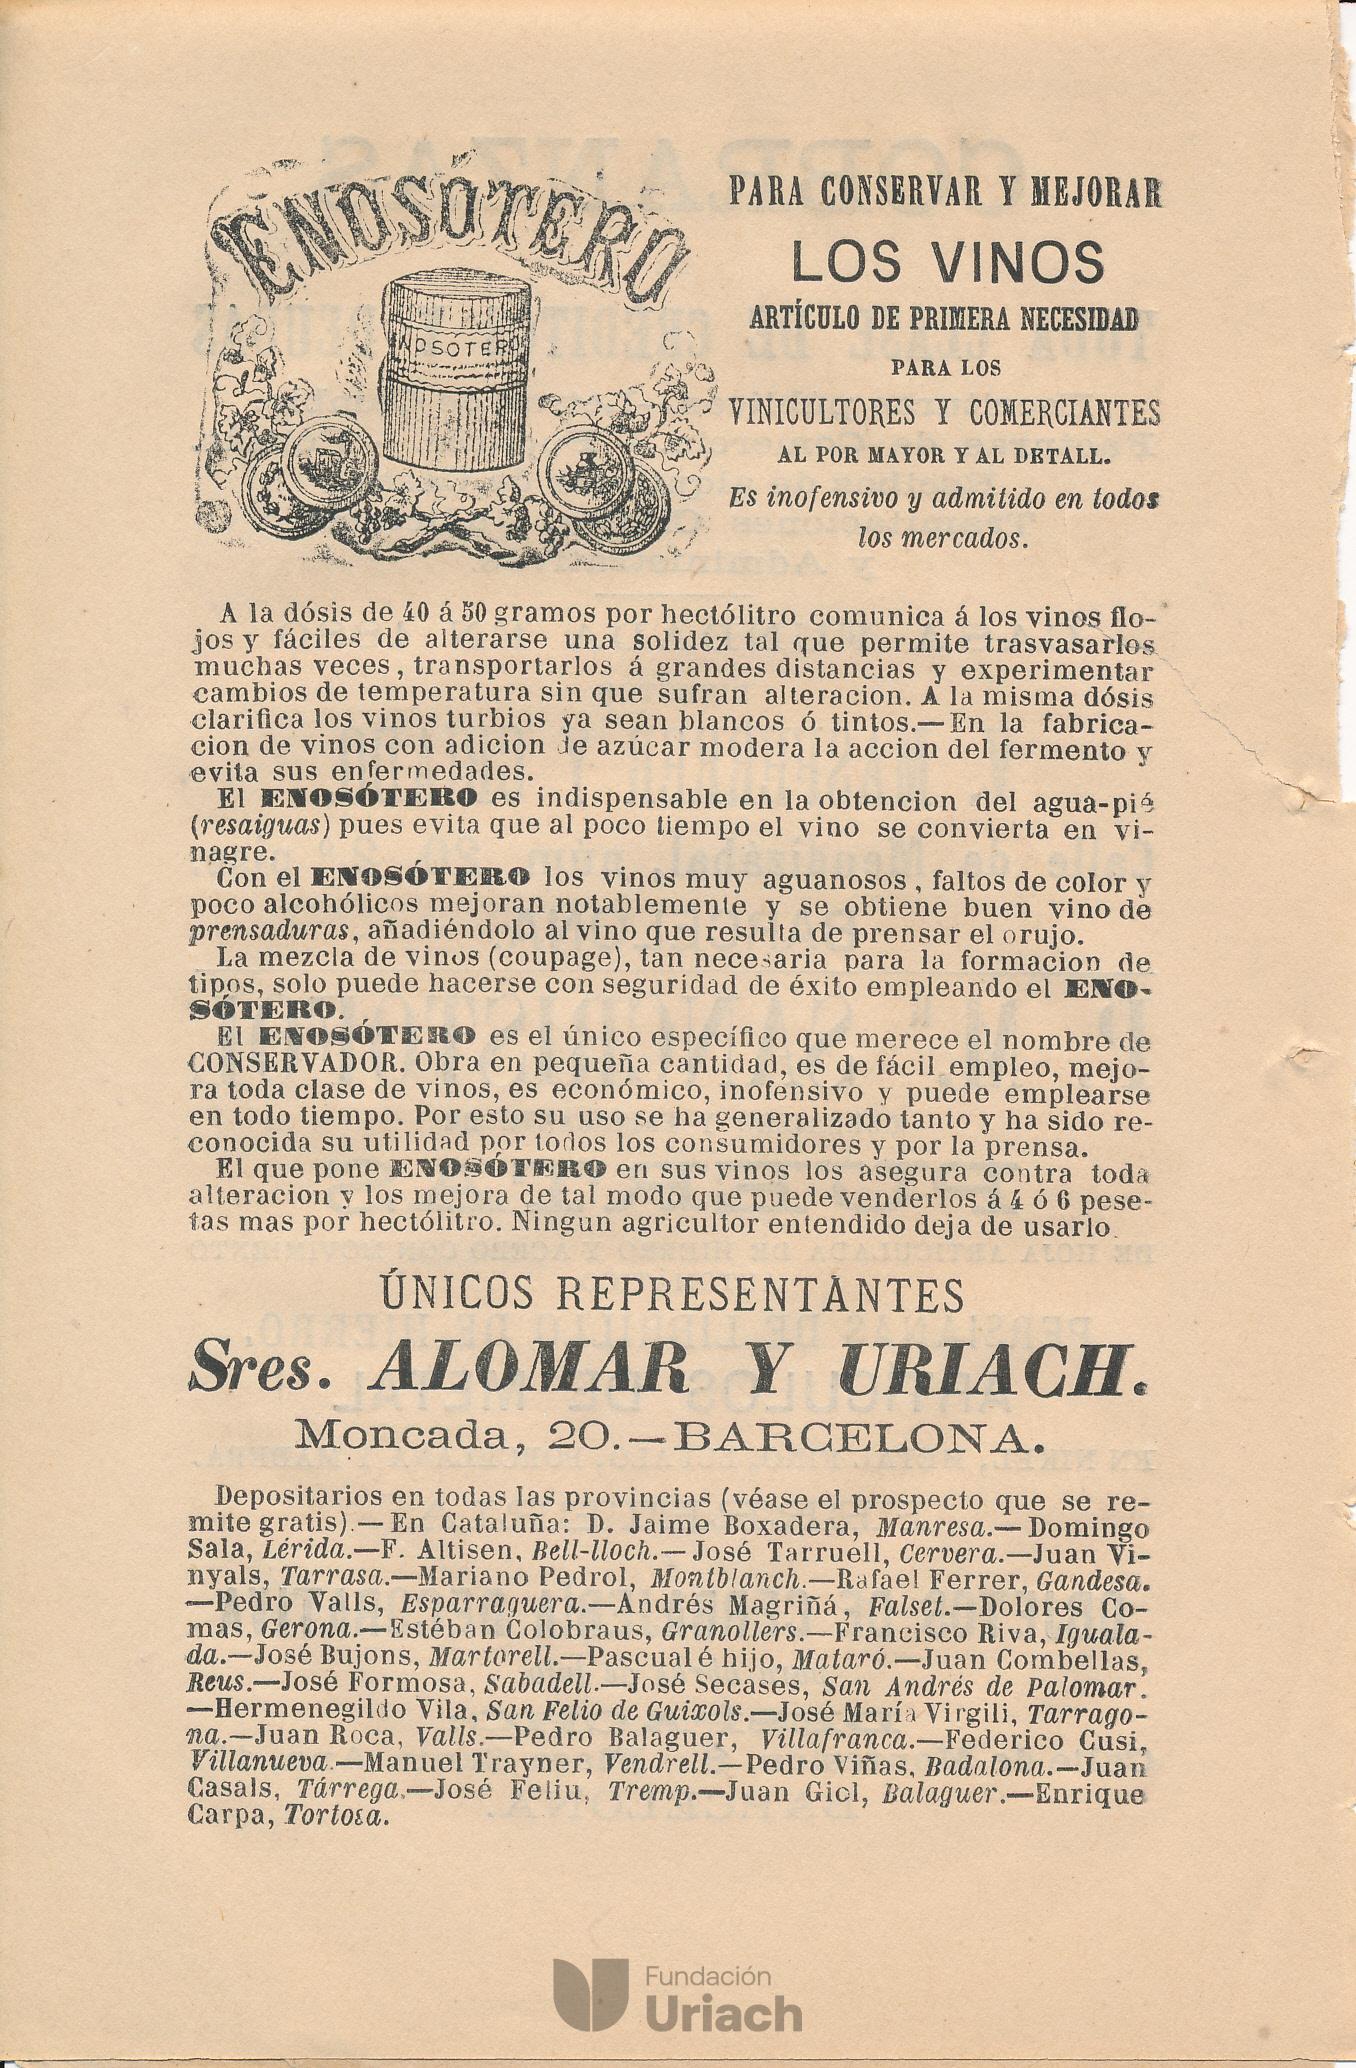 ENOSÓTERO
ENOSÓTERO
PARA CONSERVAR Y MEJORAR
LOS VINOS
ARTÍCULO DE PRIMERA NECESIDAD
PARA LOS
VINICULTORES Y COMERCIANTES
AL POR MAYOR Y AL DETALL.
Es inofensivo y admitido en todos
los mercados.
A la dósis de 40 á 50 gramos por hectólitro comunica á los vinos flo-
jos y fáciles de alterarse una solidez tal que permite trasvasarlos
muchas veces, transportarlos á grandes distancias y experimentar
cambios de temperatura sin que sufran alteracion. A la misma dósis
clarifica los vinos turbios ya sean blancos ó tintos.—En la fabrica-
cion de vinos con adicion de azúcar modera la accion del fermento y
evita sus enfermedades.
El ENOSÓTERO es indispensable en la obtencion del agua-pié
(resaiguas) pues evita que al poco tiempo el vino se convierta en vi-
nagre.
Con el ENOSÓTERO los vinos muy aguanosos, faltos de color y
poco alcohólicos mejoran notablemente y se obtiene buen vino de
prensaduras, añadiéndolo al vino que resulta de prensar el orujo.
La mezcla de vinos (coupage), tan necesaria para la formacion de
tipos, solo puede hacerse con seguridad de éxito empleando el ENO-
SÓTERO.
El ENOSÓTERO es el único específico que merece el nombre de
CONSERVADOR. Obra en pequeña cantidad, es de fácil empleo, mejo-
ra toda clase de vinos, es económico, inofensivo y puede emplearse
en todo tiempo. Por esto su uso se ha generalizado tanto y ha sido re-
conocida su utilidad por todos los consumidores y por la prensa.
El que pone ENOSÓTERO en sus vinos los asegura contra toda
alteracion y los mejora de tal modo que puede venderlos á 4 ó 6 pese-
tas mas por hectólitro. Ningun agricultor entendido deja de usarlo.
ÚNICOS REPRESENTANTES
Sres. ALOMAR Y URIACH.
Moncada, 20.—BARCELONA.
Depositarios en todas las provincias (véase el prospecto que se re-
mite gratis).—En Cataluña: D. Jaime Boxadera, Manresa.—Domingo
Sala, Lérida.—F. Altisen, Bell-lloch.—José Tarruell, Cervera.—Juan Vi-
nyals, Tarrasa.—Mariano Pedrol, Montblanch.—Rafael Ferrer, Gandesa.
—Pedro Valls, Esparraguera.—Andrés Magriñá, Falset.—Dolores Co-
mas, Gerona.—Estéban Colobraus, Granollers.—Francisco Riva, Iguala-
da.—José Bujons, Martorell.—Pascual é hijo, Mataró.—Juan Combellas,
Reus.—José Formosa, Sabadell.—José Secases, San Andrés de Palomar.
—Hermenegildo Vila, San Felio de Guixols.—José María Virgili, Tarrago-
na.—Juan Roca, Valls.—Pedro Balaguer, Villafranca.—Federico Cusi,
Villanueva.—Manuel Trayner, Vendrell.—Pedro Viñas, Badalona.—Juan
Casals, Tárrega.—José Feliu, Tremp.—Juan Giol, Balaguer.—Enrique
Carpa, Tortosa.
Fundación
Uriach